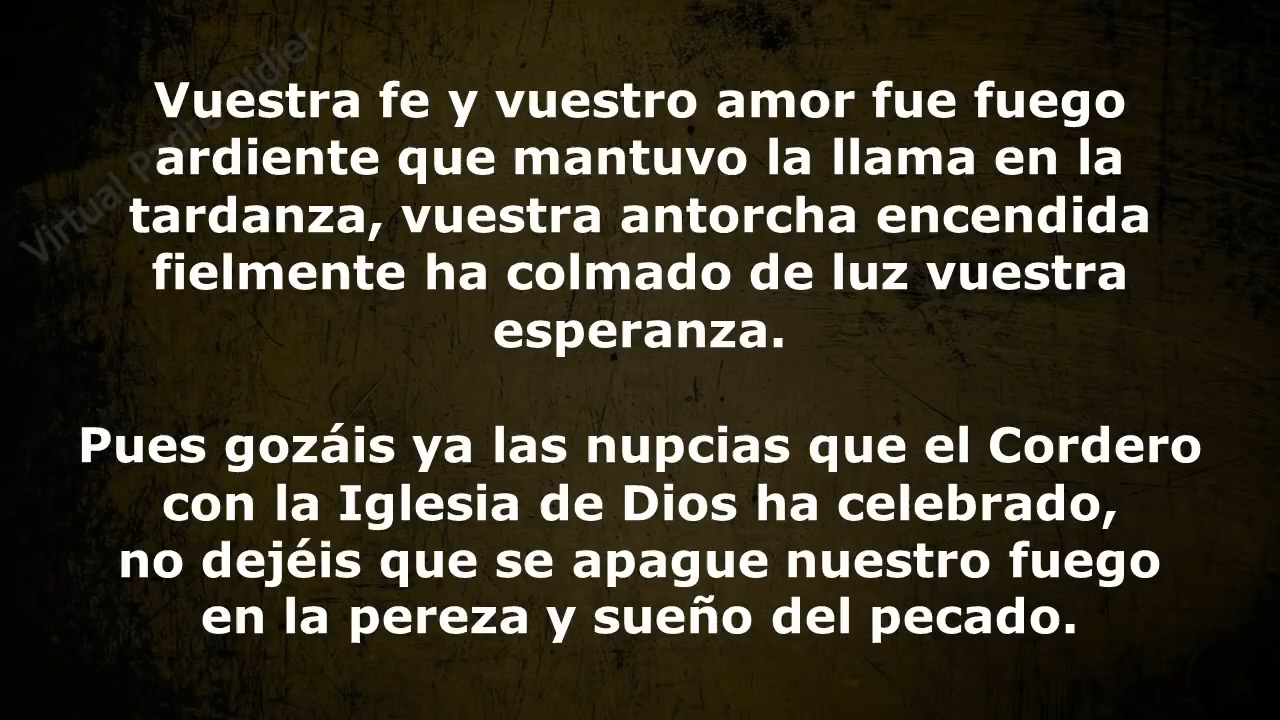 Vuestra fe y vuestro amor fue fuego
ardiente que mantuvo la llama en la
tardanza, vuestra antorcha encendida
fielmente ha colmado de luz vuestra
esperanza.
Pues gozáis ya las nupcias que el Cordero
con la Iglesia de Dios ha celebrado,
no dejéis que se apague nuestro fuego
en la pereza y sueño del pecado.
Virtual